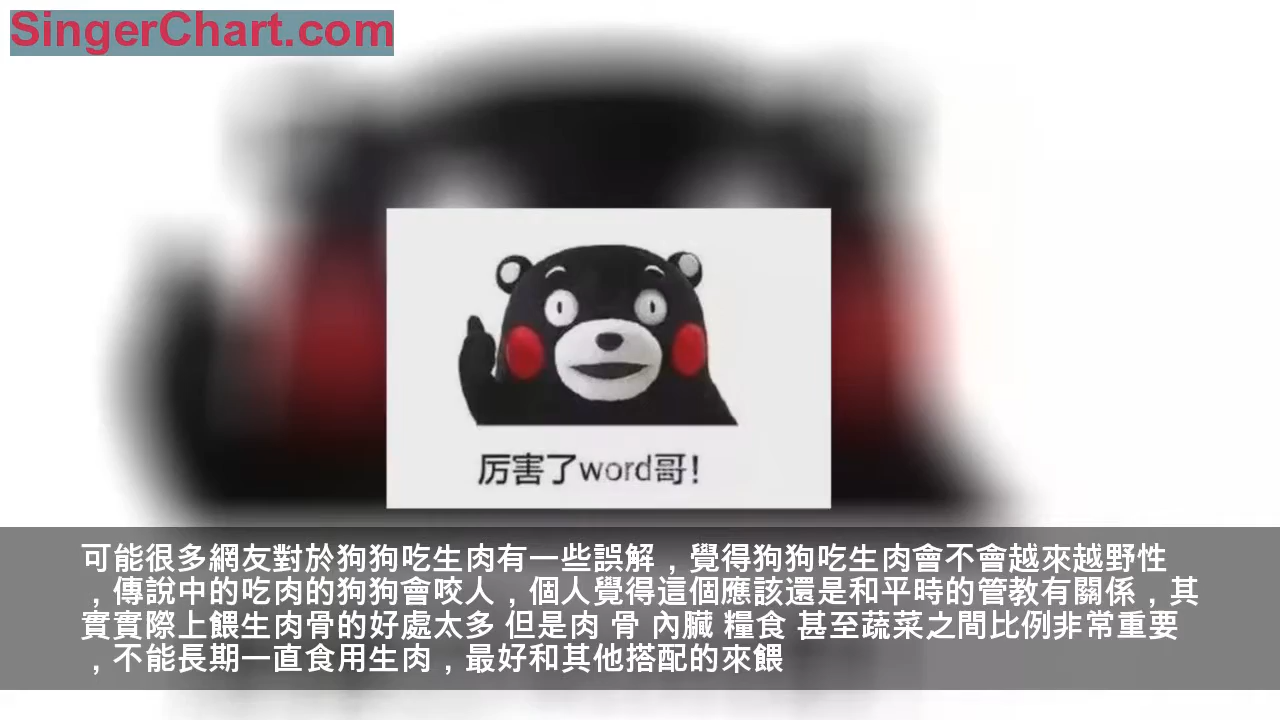 SingerChart.com
厉害了word哥!
可能很多網友對於狗狗吃生肉有一些誤解，覺得狗狗吃生肉會不會越來越野性
，傳說中的吃肉的狗狗會咬人，個人覺得這個應該還是和平時的管教有關係，其
實實際上餵生肉骨的好處太多 但是肉 骨 內臟 糧食 甚至蔬菜之間比例非常重要
，不能長期一直食用生肉，最好和其他搭配的來餵